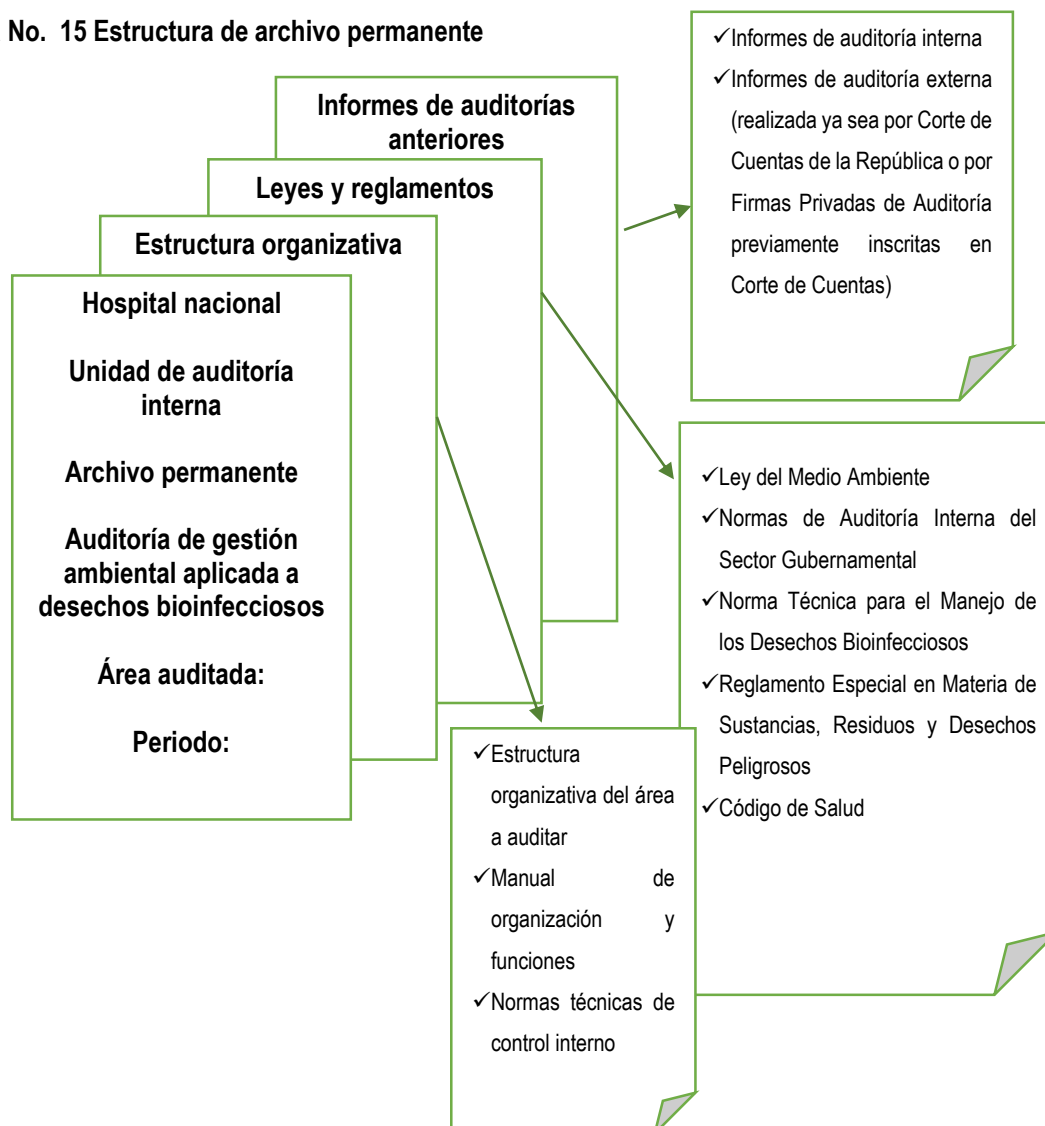 No. 15 Estructura de archivo permanente
Informes de auditorías
anteriores
Leyes y reglamentos
Estructura organizativa
Hospital nacional
Unidad de auditoría
interna
Archivo permanente
Auditoría de gestión
ambiental aplicada a
desechos bioinfecciosos
Área auditada:
Periodo:
✓Informes de auditoría interna
✓Informes de auditoría externa
(realizada ya sea por Corte de
Cuentas de la República o por
Firmas Privadas de Auditoría
previamente inscritas en
Corte de Cuentas)
✓Ley del Medio Ambiente
✓Normas de Auditoría Interna del
Sector Gubernamental
✓Norma Técnica para el Manejo de
los Desechos Bioinfecciosos
✓Reglamento Especial en Materia de
Sustancias, Residuos y Desechos
Peligrosos
✓Código de Salud
✓Estructura
organizativa del área
a auditar
✓Manual de
organización y
funciones
✓Normas técnicas de
control interno